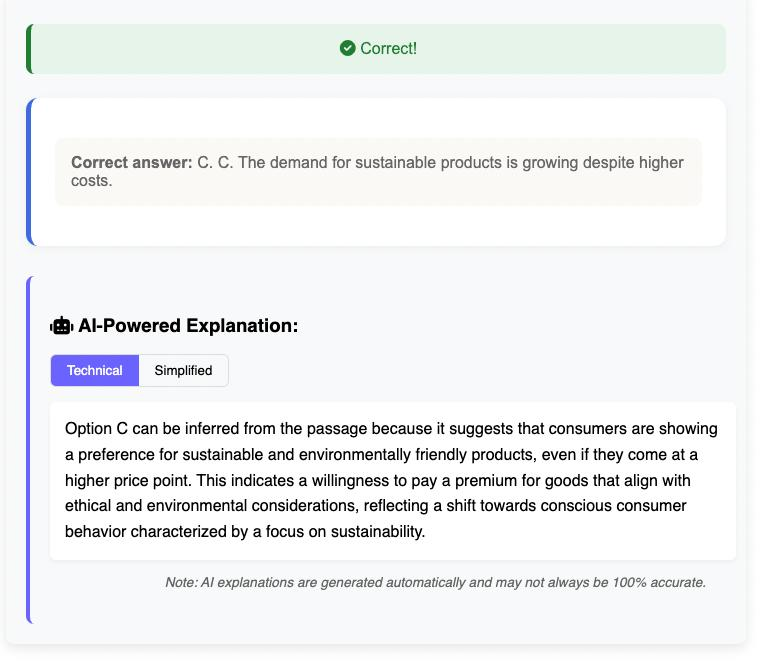 Correct!
Correct answer: C. C. The demand for sustainable products is growing despite higher
costs.
AI-Powered Explanation:
Technical Simplified
Option C can be inferred from the passage because it suggests that consumers are showing
a preference for sustainable and environmentally friendly products, even if they come at a
higher price point. This indicates a willingness to pay a premium for goods that align with
ethical and environmental considerations, reflecting a shift towards conscious consumer
behavior characterized by a focus on sustainability.
Note: AI explanations are generated automatically and may not always be 100% accurate.